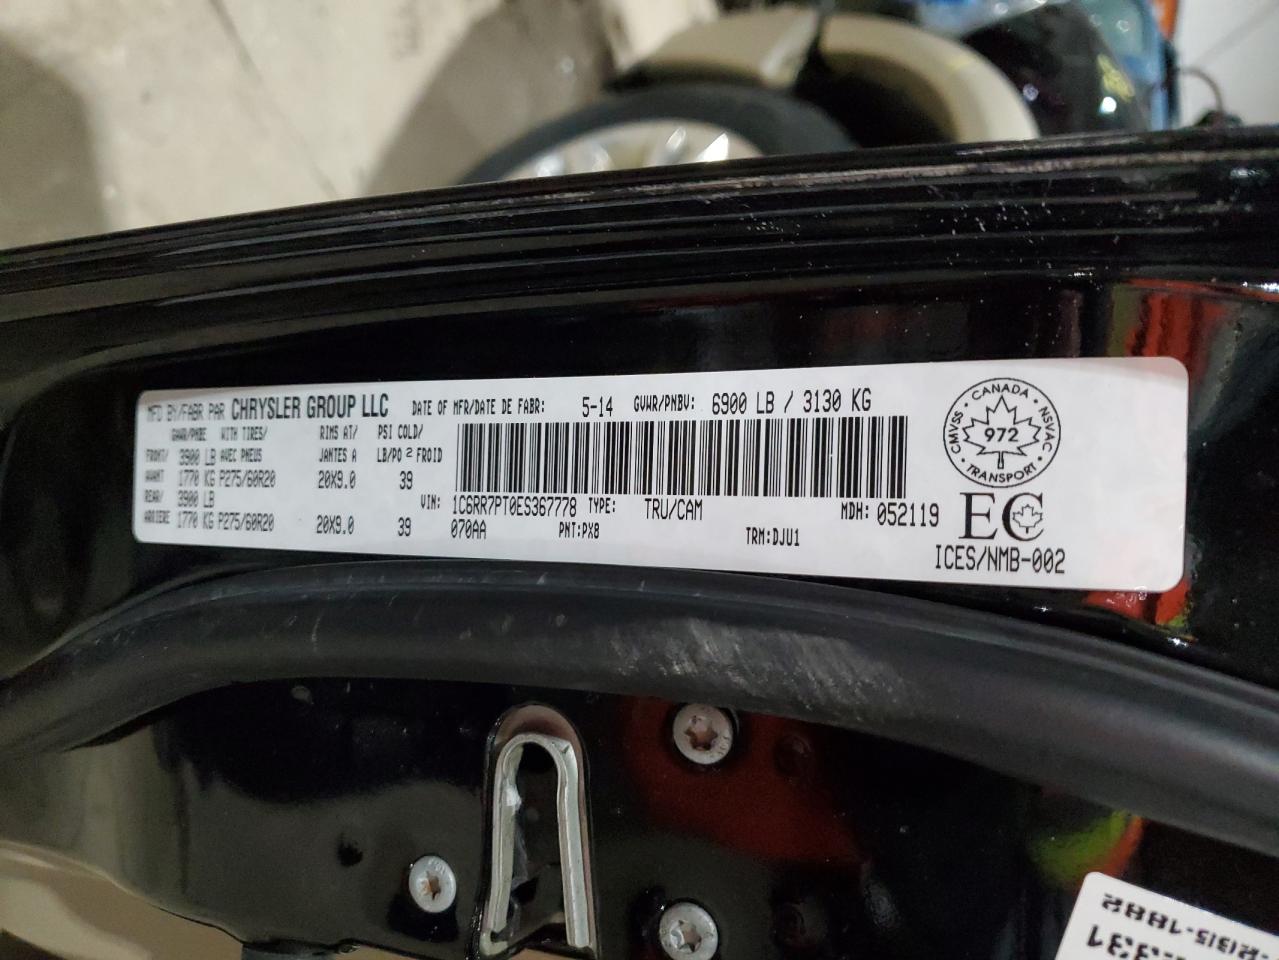 MFD BY/FABR PAR CHRYSLER GROUP LLC DATE OF MFR/DATE DE FABR: 5-14 GVWR/PNBV: 6900 LB / 3130 KG
GAWR/PNBE WITH TIRES/ RIMS AT/ PSI COLD/
FRONT/ 3900 LB AVEC PNEUS JANTES A LB/PO 2 FROID
AVANT 1770 KG P275/60R20 20X9.0 39
REAR/ 3900 LB
ARRIERE 1770 KG P275/60R20 20X9.0 39
VIN: 1C6RR7PT0ES367778 TYPE: TRU/CAM MDH: 052119
070AA PNT:PX8 TRM:DJU1
CANADA
CMVSS NSVAC
972
TRANSPORT
EC
ICES/NMB-002